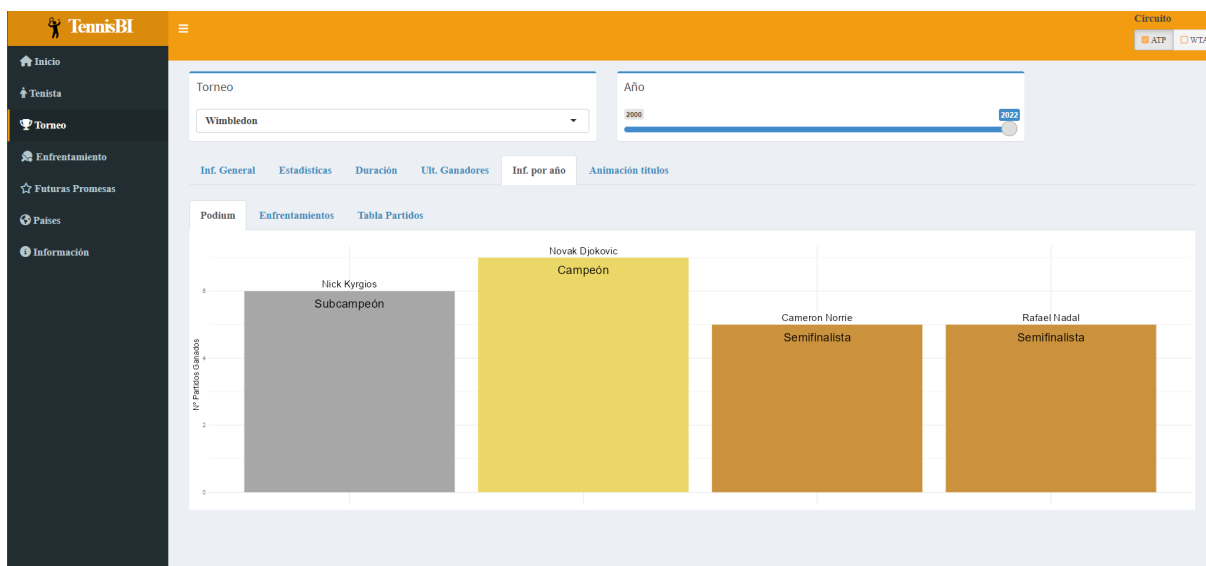 TennisBI
Circuito
ATP WTA
Inicio
Tenista
Torneo
Enfrentamiento
Futuras Promesas
Paises
Información
Torneo
Wimbledon
Año
2000 2022
Inf. General Estadísticas Duración Ult. Ganadores Inf. por año Animación títulos
Podium Enfrentamientos Tabla Partidos
Novak Djokovic
Campeón
Nick Kyrgios
Subcampeón
Cameron Norrie
Semifinalista
Rafael Nadal
Semifinalista
Nº Partidos Ganados
6
4
2
0